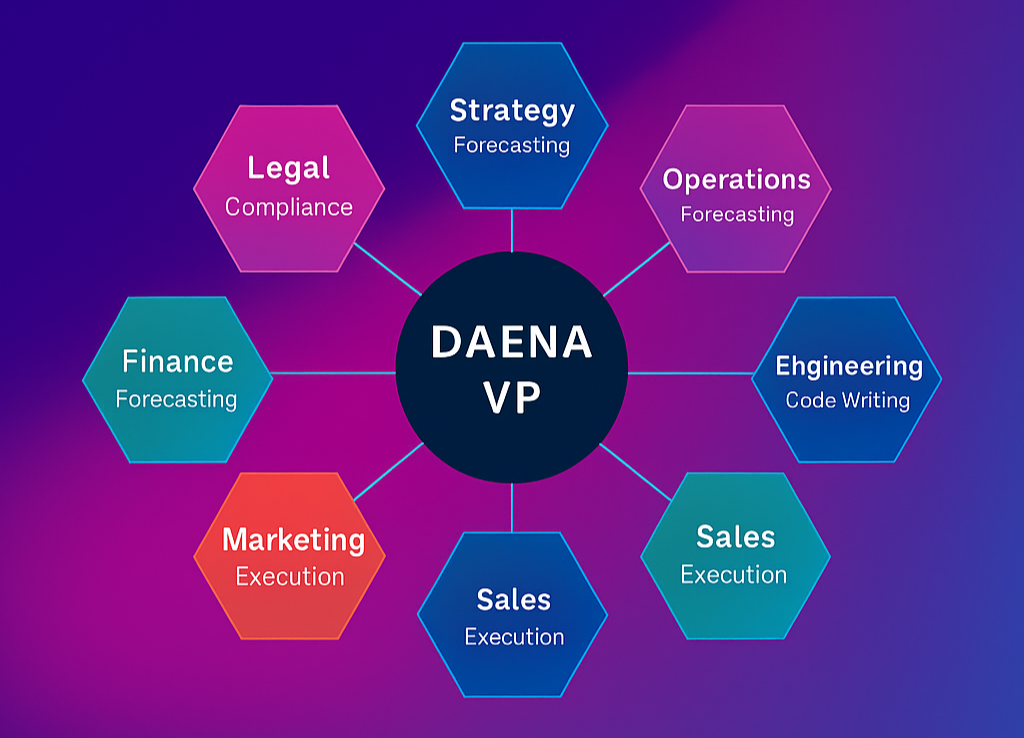 Strategy
Forecasting
Legal
Compliance
Operations
Forecasting
DAENA
VP
Finance
Forecasting
Ehgineering
Code Writing
Marketing
Execution
Sales
Execution
Sales
Execution